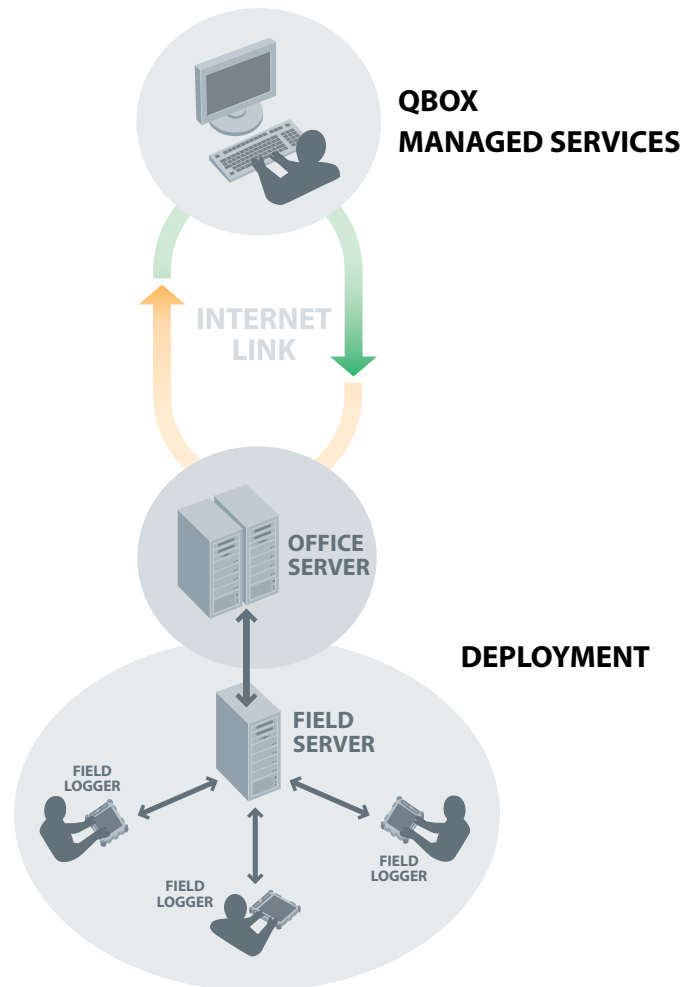 QBOX
MANAGED SERVICES
INTERNET
LINK
OFFICE
SERVER
DEPLOYMENT
FIELD
SERVER
FIELD
LOGGER
FIELD
LOGGER
FIELD
LOGGER